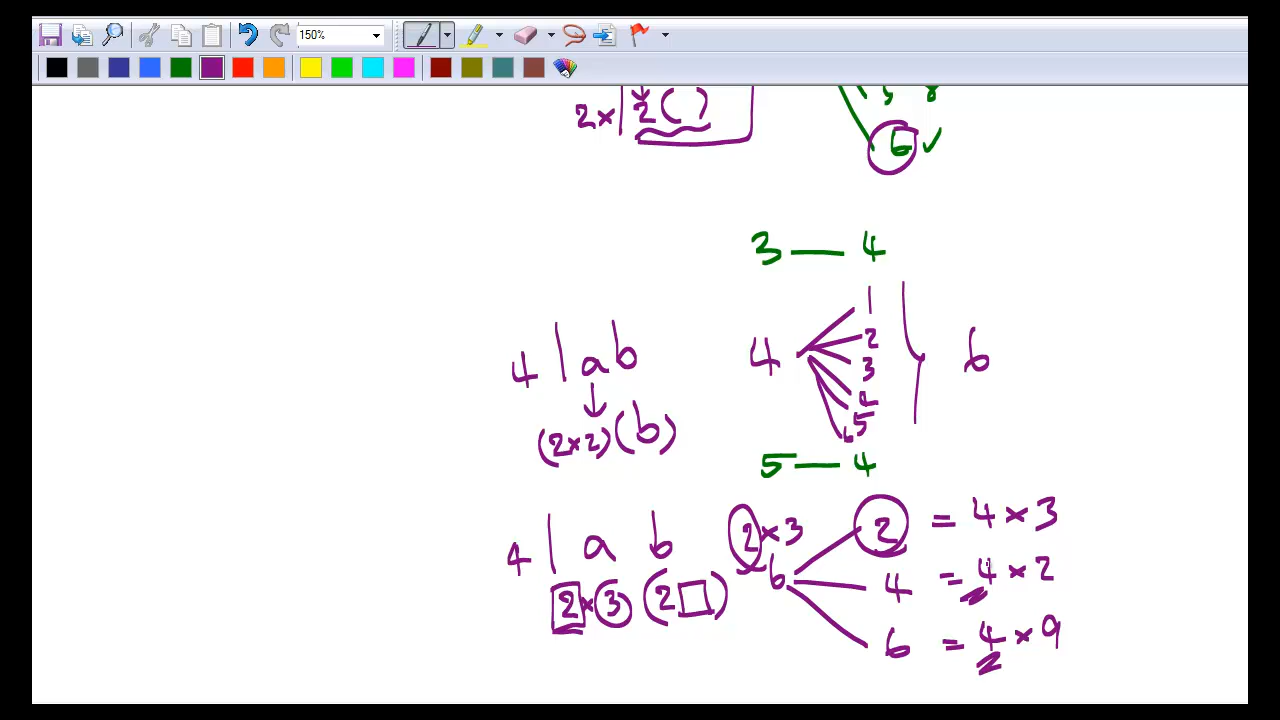 150%
2×|2( )
6 ✓
3 — 4
4 | ab
(2×2)(b)
4
1
2
3
4
5
6
6
5 — 4
4 | a b
2×3 (2□)
2×3
6
2 = 4×3
4 = 4×2
6 = 4×9